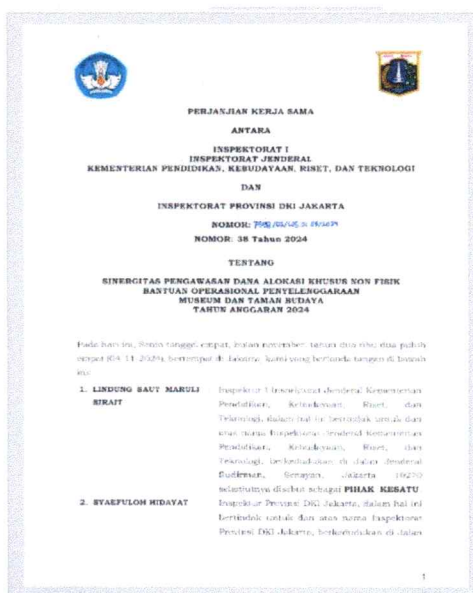 PERJANJIAN KERJA SAMA
ANTARA
INSPEKTORAT I
INSPEKTORAT JENDERAL
KEMENTERIAN PENDIDIKAN, KEBUDAYAAN, RISET, DAN TEKNOLOGI
DAN
INSPEKTORAT PROVINSI DKI JAKARTA
NOMOR:
NOMOR: 38 Tahun 2024
TENTANG
SINERGITAS PENGAWASAN DANA ALOKASI KHUSUS NON FISIK
BANTUAN OPERASIONAL PENYELENGGARAAN
MUSEUM DAN TAMAN BUDAYA
TAHUN ANGGARAN 2024
Pada hari ini, Senin tanggal empat, bulan november, tahun dua ribu dua puluh
empat (04-11-2024), bertempat di Jakarta, kami yang bertanda tangan di bawah
ini:
1. LINDUNG SAUT MARULI SIRAIT
Inspektur I Inspektorat Jenderal Kementerian
Pendidikan, Kebudayaan, Riset, dan
Teknologi, dalam hal ini bertindak untuk dan
atas nama Inspektorat Jenderal Kementerian
Pendidikan, Kebudayaan, Riset, dan
Teknologi, berkedudukan di Jalan Jenderal
Sudirman, Senayan, Jakarta 10270
selanjutnya disebut sebagai PIHAK KESATU
2. SYAEFULOH HIDAYAT
Inspektur Provinsi DKI Jakarta, dalam hal ini
bertindak untuk dan atas nama Inspektorat
Provinsi DKI Jakarta, berkedudukan di Jalan
1